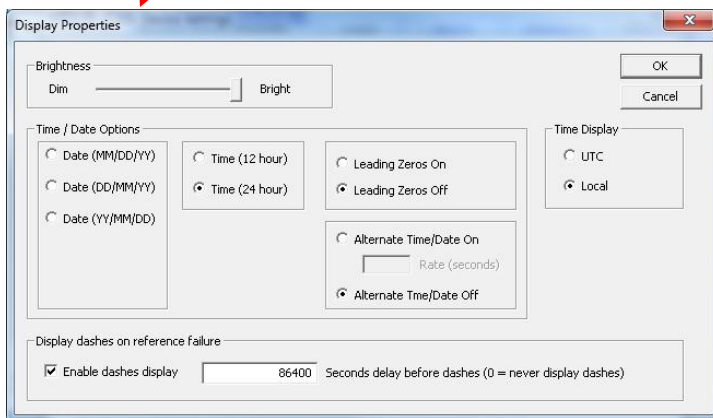 Display Properties
Brightness
Dim Bright
OK
Cancel
Time / Date Options
Date (MM/DD/YY)
Date (DD/MM/YY)
Date (YY/MM/DD)
Time (12 hour)
Time (24 hour)
Leading Zeros On
Leading Zeros Off
Alternate Time/Date On
Rate (seconds)
Alternate Tme/Date Off
Time Display
UTC
Local
Display dashes on reference failure
Enable dashes display 86400 Seconds delay before dashes (0 = never display dashes)